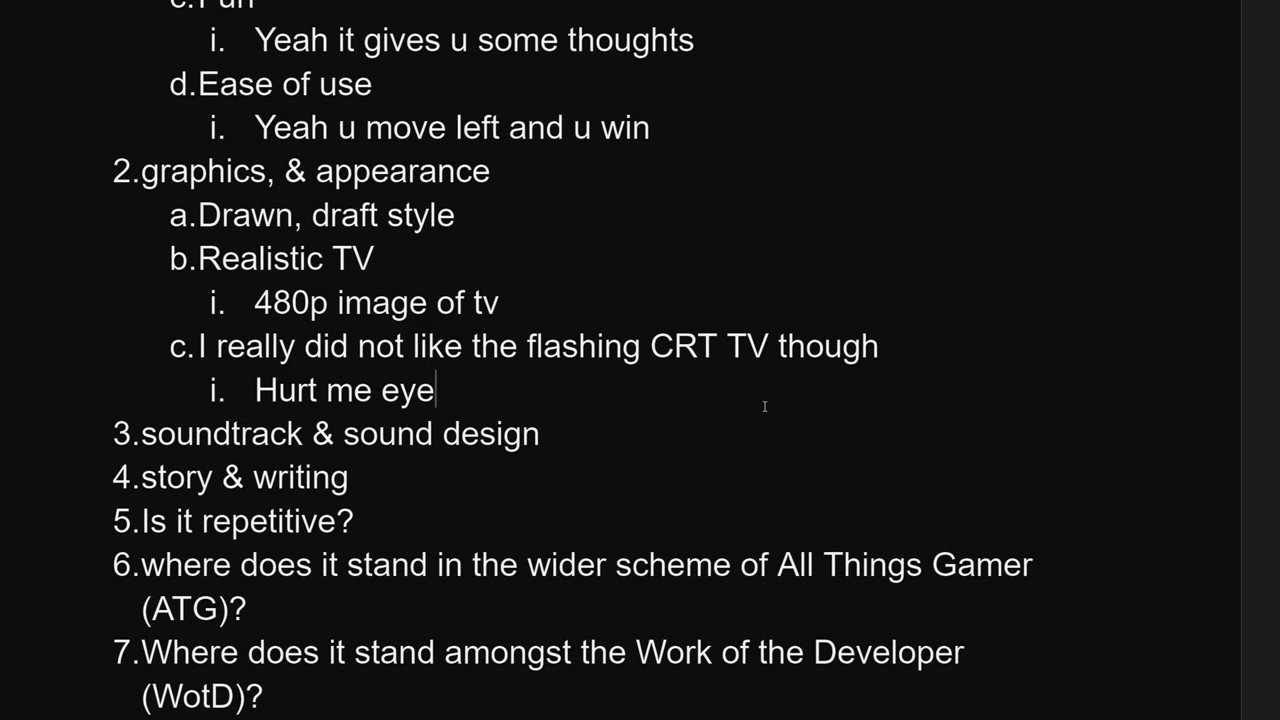 c.Fun
i. Yeah it gives u some thoughts
d.Ease of use
i. Yeah u move left and u win
2.graphics, & appearance
a.Drawn, draft style
b.Realistic TV
i. 480p image of tv
c.I really did not like the flashing CRT TV though
i. Hurt me eye
3.soundtrack & sound design
4.story & writing
5.Is it repetitive?
6.where does it stand in the wider scheme of All Things Gamer
(ATG)?
7.Where does it stand amongst the Work of the Developer
(WotD)?